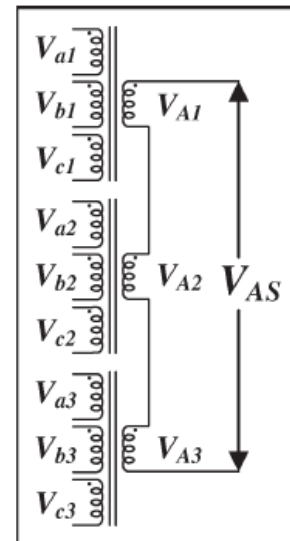 Va1
Vb1 VA1
Vc1
Va2
Vb2 VA2 VAS
Vc2
Va3
Vb3 VA3
Vc3